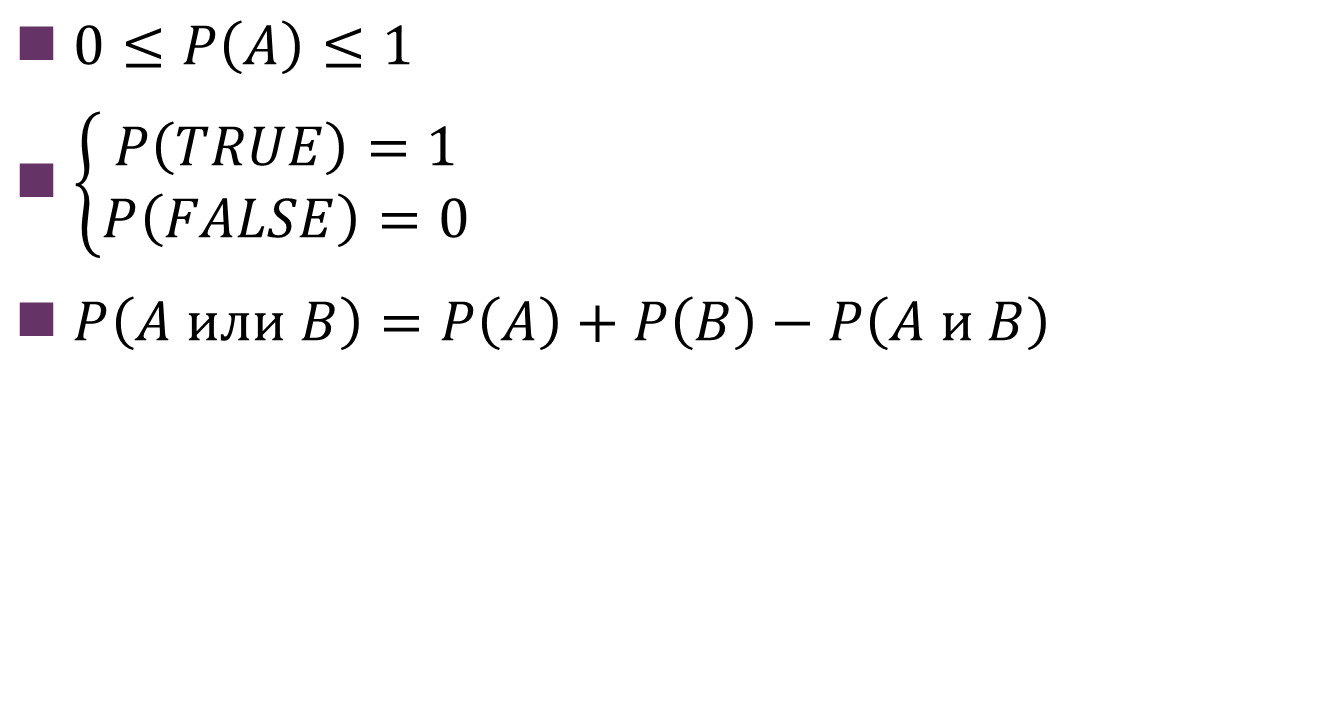 ■ 0 ≤ P(A) ≤ 1
■ { P(TRUE) = 1
P(FALSE) = 0
■ P(A или B) = P(A) + P(B) − P(A и B)